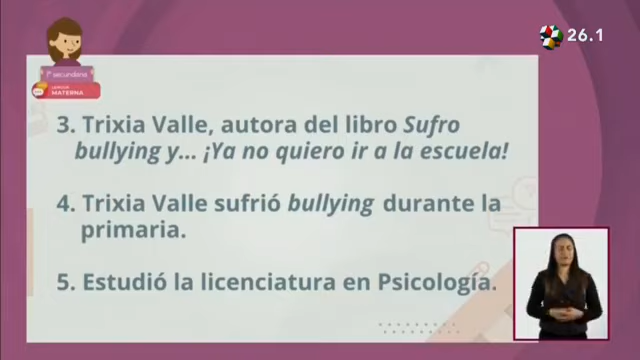 26.1
1° secundaria
LENGUA
MATERNA
3. Trixia Valle, autora del libro Sufro
bullying y... ¡Ya no quiero ir a la escuela!
4. Trixia Valle sufrió bullying durante la
primaria.
5. Estudió la licenciatura en Psicología.